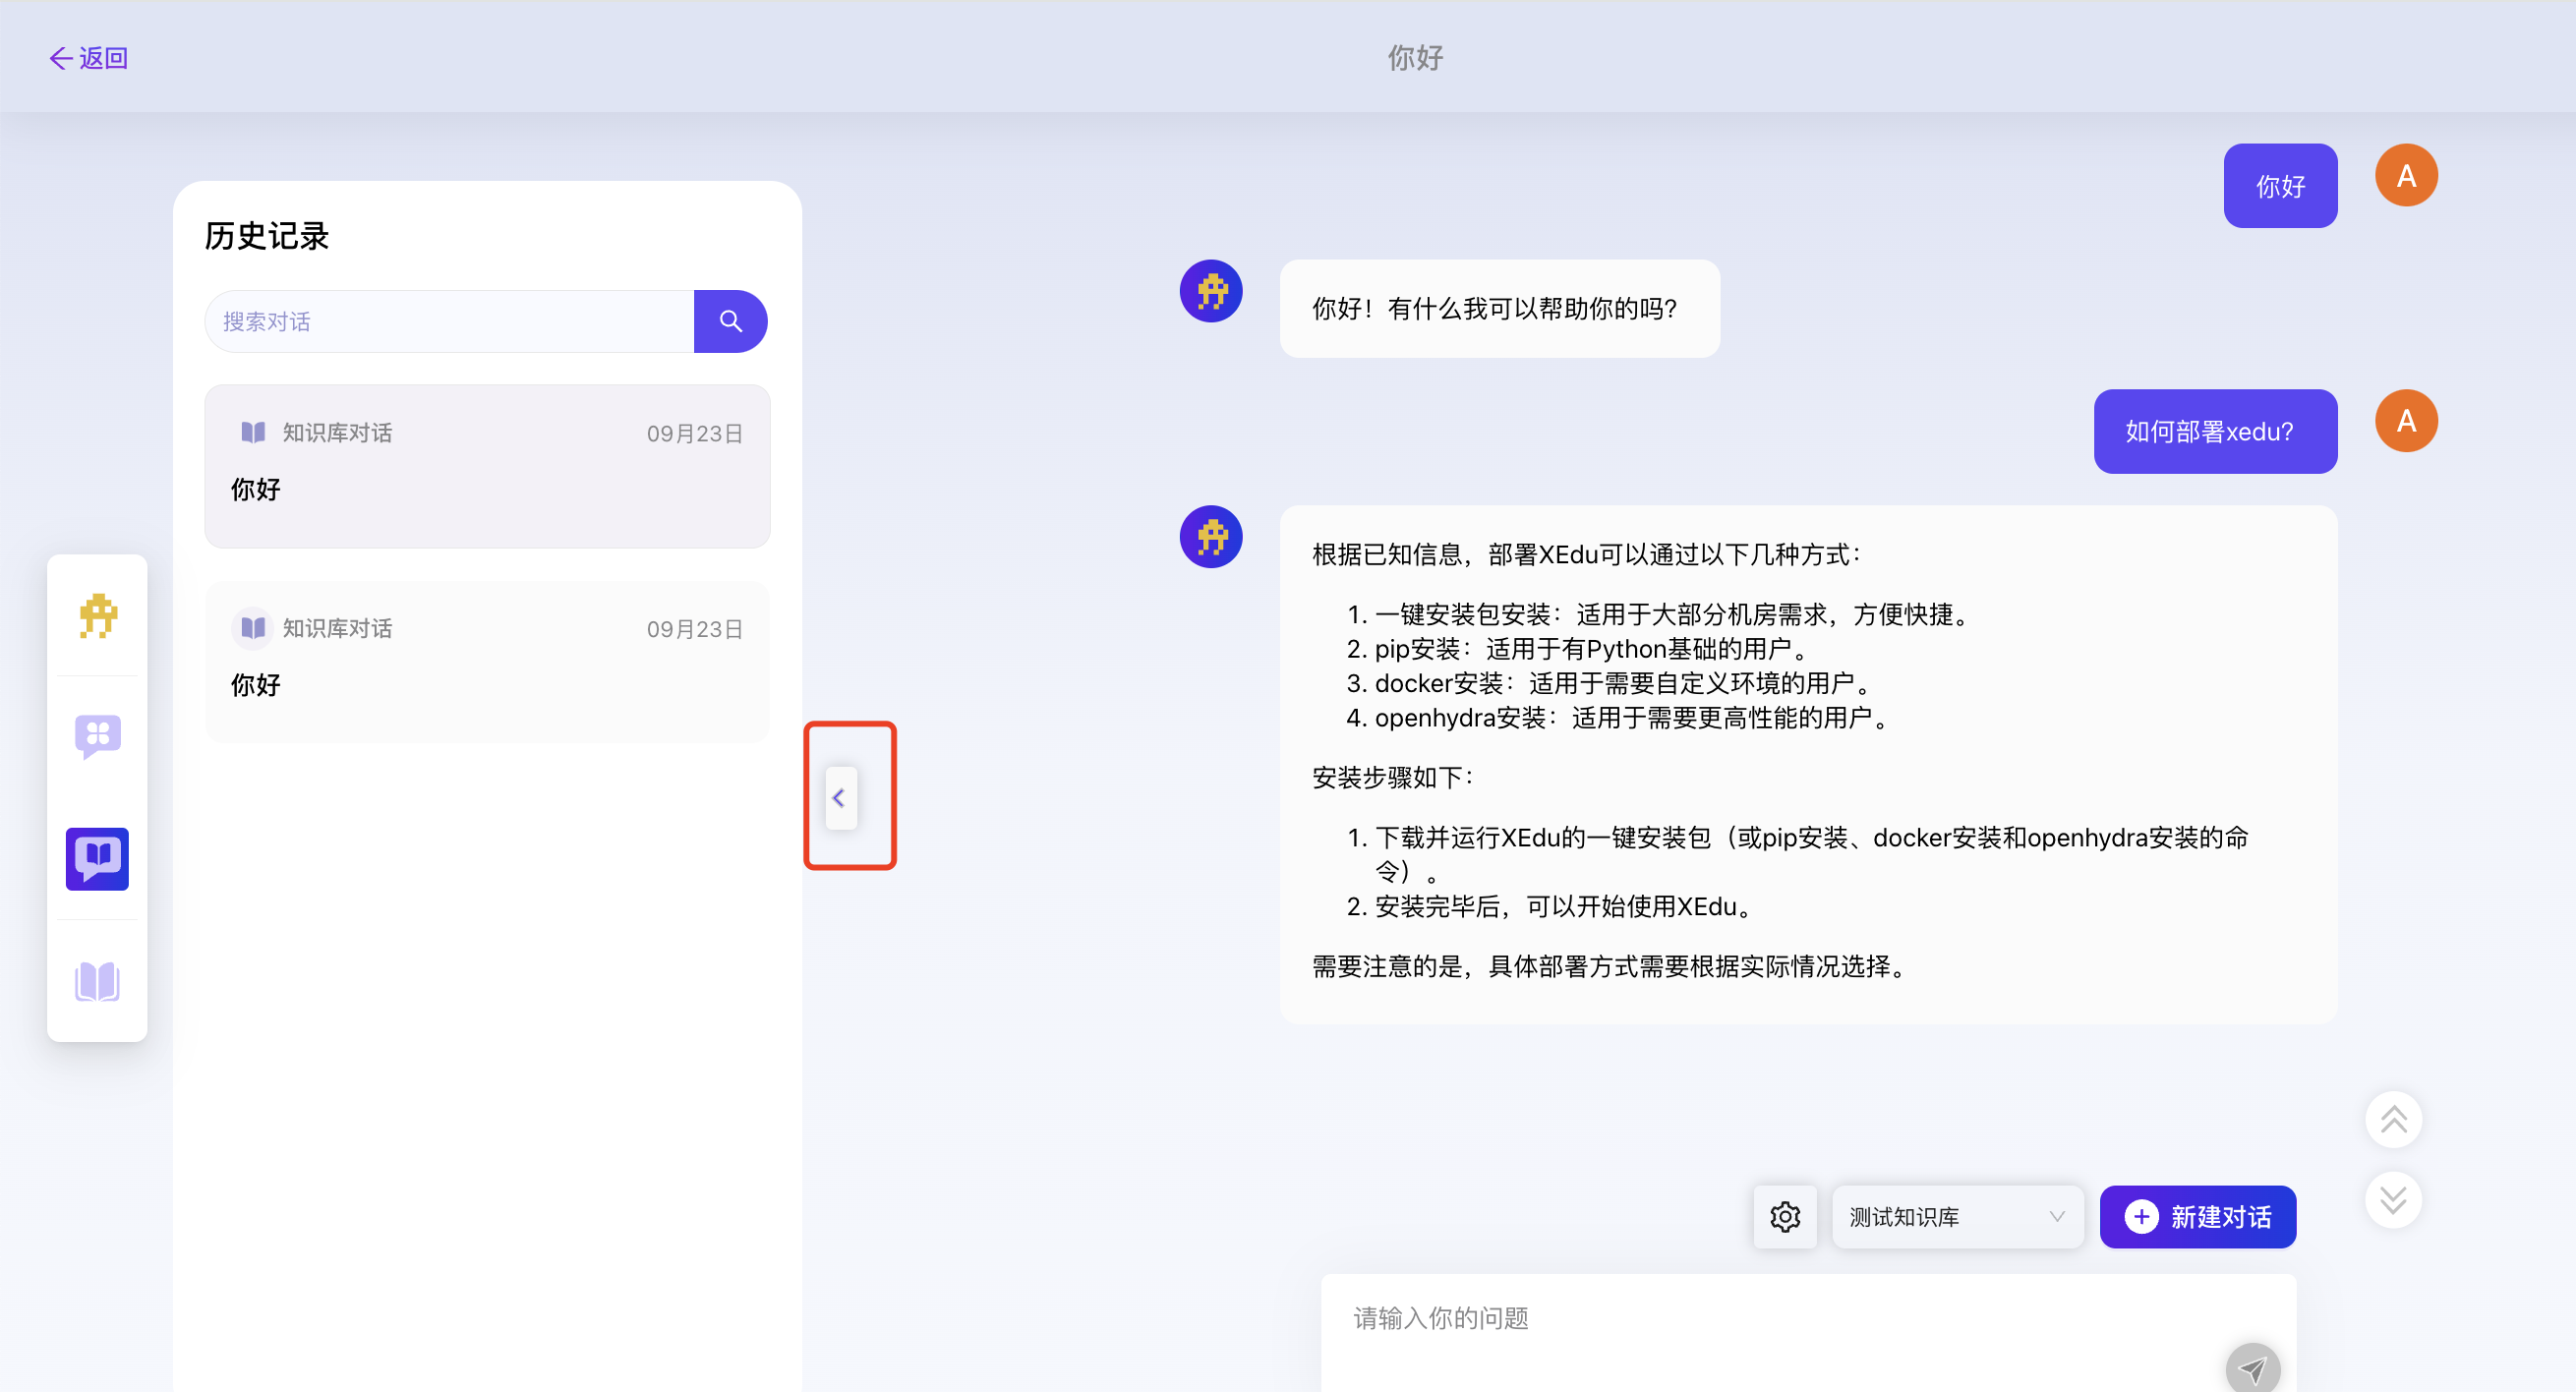 返回
你好
历史记录
搜索对话
知识库对话 09月23日
你好
知识库对话 09月23日
你好
你好
A
你好！有什么我可以帮助你的吗?
如何部署xedu?
A
根据已知信息，部署XEdu可以通过以下几种方式：
1. 一键安装包安装：适用于大部分机房需求，方便快捷。
2. pip安装：适用于有Python基础的用户。
3. docker安装：适用于需要自定义环境的用户。
4. openhydra安装：适用于需要更高性能的用户。
安装步骤如下：
1. 下载并运行XEdu的一键安装包（或pip安装、docker安装和openhydra安装的命
令）。
2. 安装完毕后，可以开始使用XEdu。
需要注意的是，具体部署方式需要根据实际情况选择。
测试知识库
新建对话
请输入你的问题